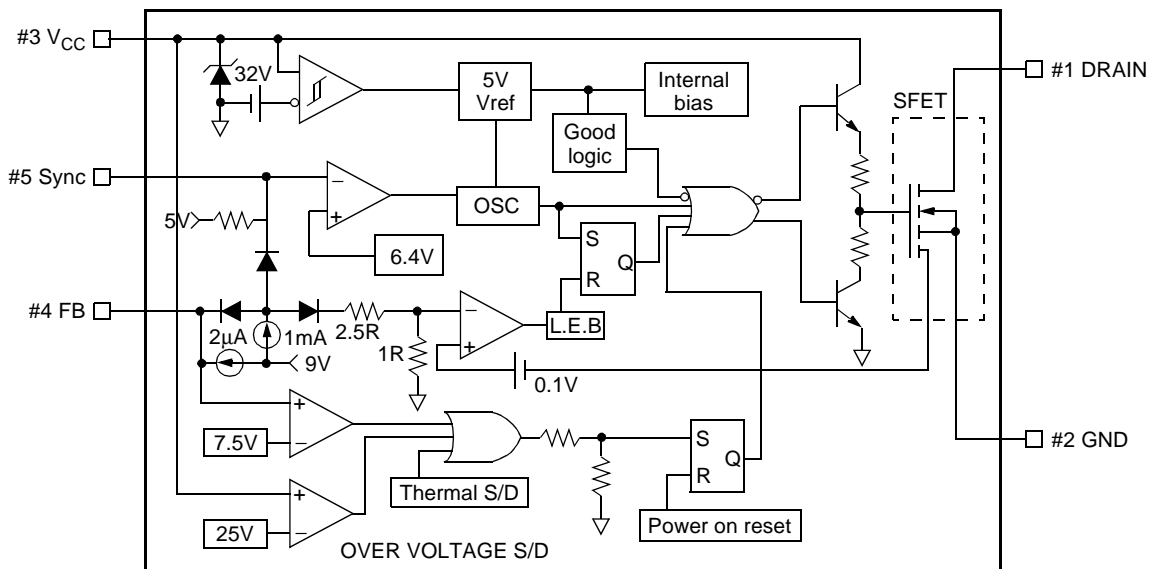 #3 VCC
32V
5V
Vref
Internal
bias
#1 DRAIN
SFET
Good
logic
#5 Sync
−
+
OSC
5V
6.4V
S
R
Q
#4 FB
2μA
1mA
9V
2.5R
1R
−
+
L.E.B
0.1V
+
−
7.5V
Thermal S/D
S
R
Q
#2 GND
+
−
25V
Power on reset
OVER VOLTAGE S/D